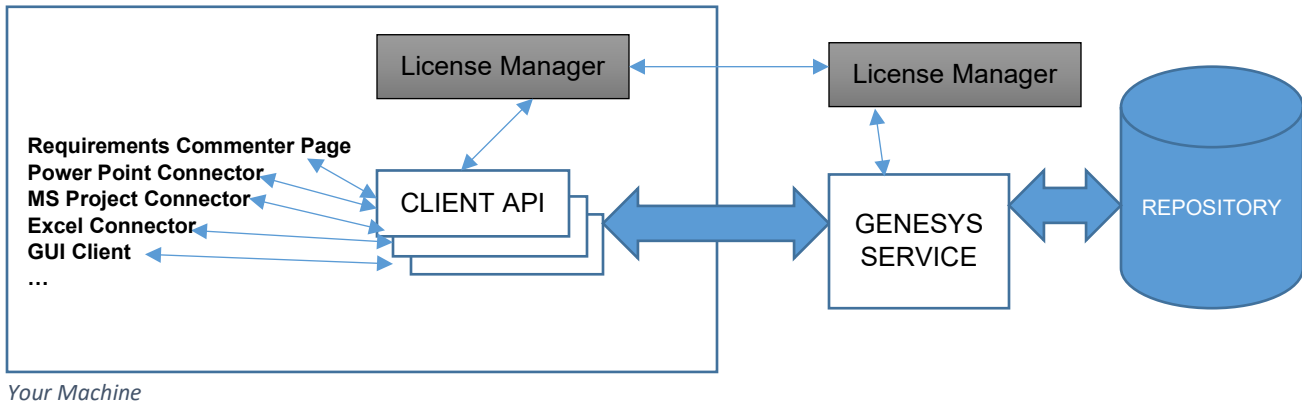 License Manager
License Manager
Requirements Commenter Page
Power Point Connector
MS Project Connector
Excel Connector
GUI Client
…
CLIENT API
GENESYS
SERVICE
REPOSITORY
Your Machine